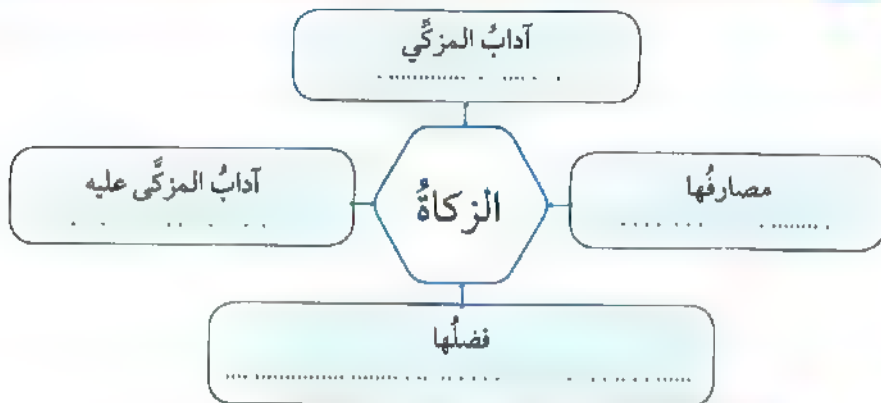 آدابُ المزكِّي
مصارفُها
الزكاةُ
آدابُ المزكَّى عليه
فضلُها